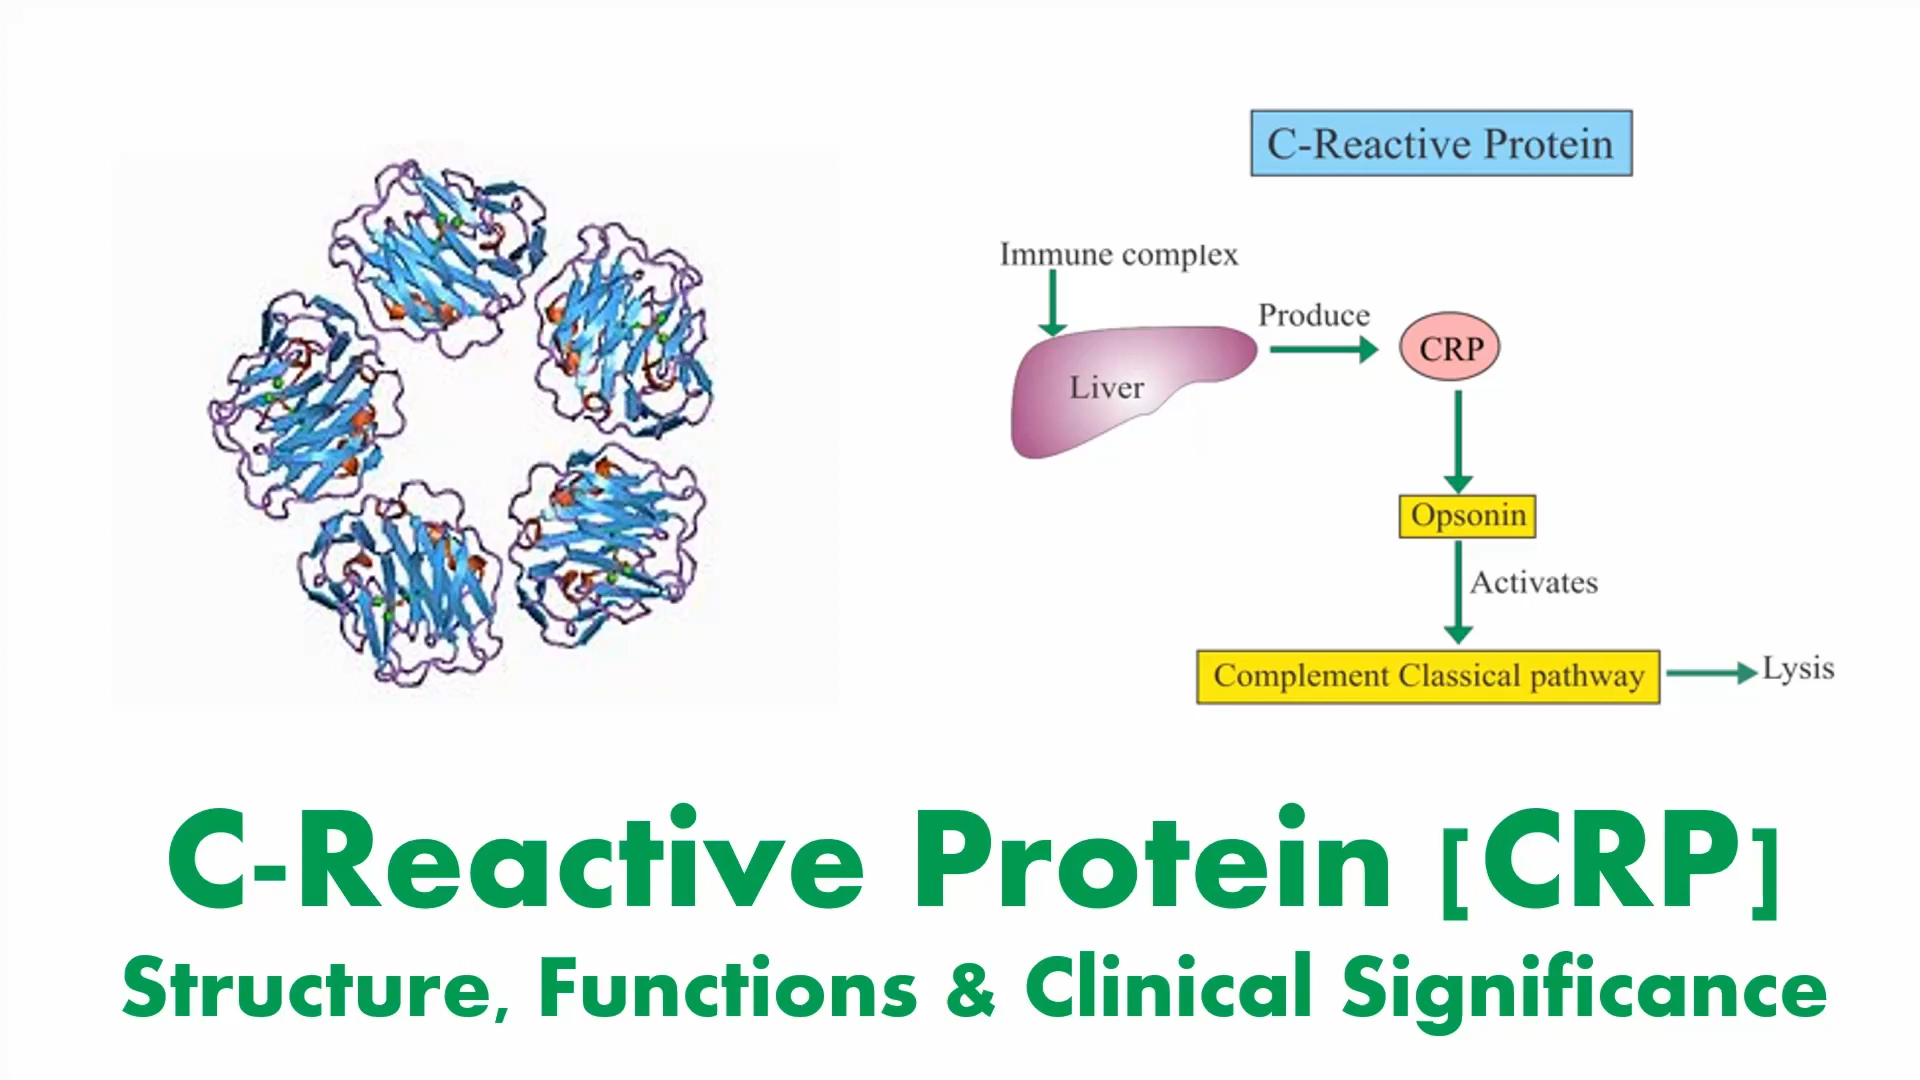 C-Reactive Protein
Immune complex
Produce
CRP
Liver
Opsonin
Activates
Complement Classical pathway
Lysis
C-Reactive Protein [CRP]
Structure, Functions & Clinical Significance